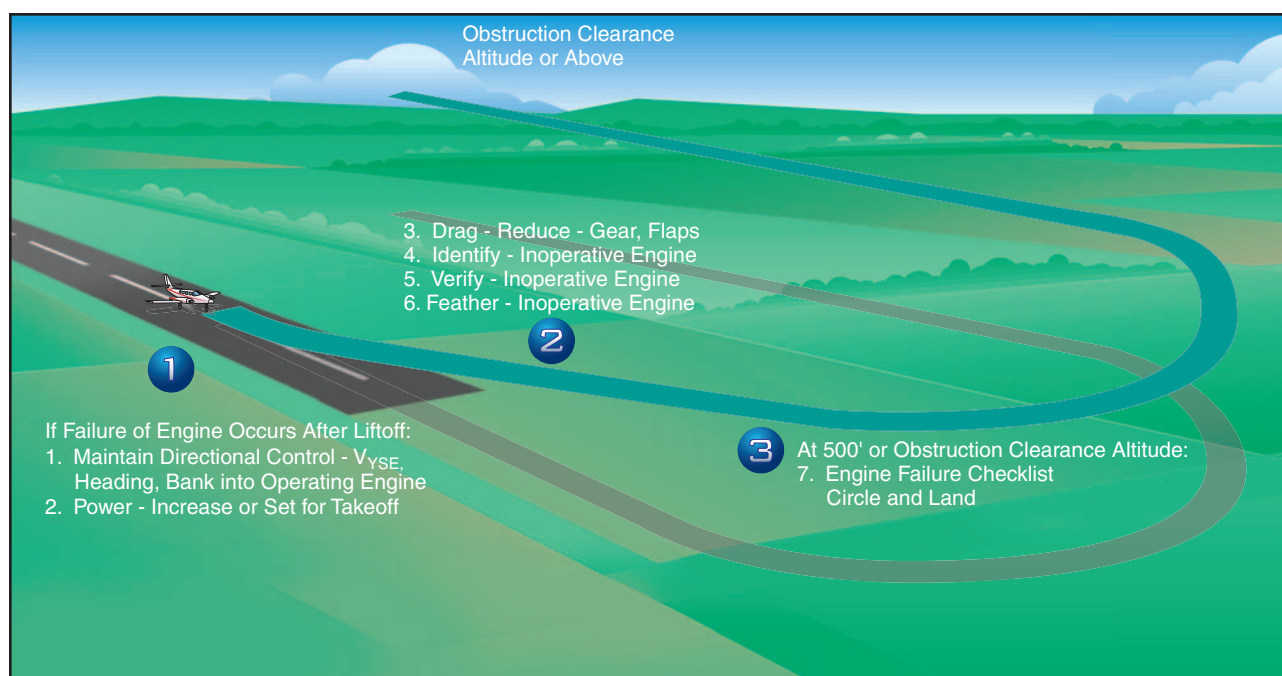 Obstruction Clearance
Altitude or Above
3. Drag - Reduce - Gear, Flaps
4. Identify - Inoperative Engine
5. Verify - Inoperative Engine
6. Feather - Inoperative Engine
2
1
If Failure of Engine Occurs After Liftoff:
1. Maintain Directional Control - VYSE,
Heading, Bank into Operating Engine
2. Power - Increase or Set for Takeoff
3
At 500' or Obstruction Clearance Altitude:
7. Engine Failure Checklist
Circle and Land